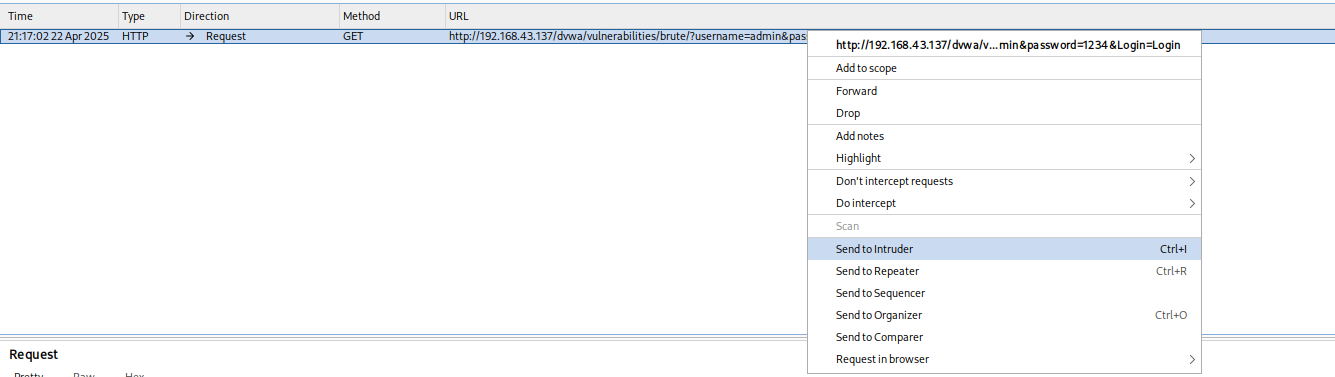 Time Type Direction Method URL
21:17:02 22 Apr 2025 HTTP → Request GET http://192.168.43.137/dvwa/vulnerabilities/brute/?username=admin&pas
http://192.168.43.137/dvwa/v...min&password=1234&Login=Login
Add to scope
Forward
Drop
Add notes
Highlight
Don't intercept requests
Do intercept
Scan
Send to Intruder Ctrl+I
Send to Repeater Ctrl+R
Send to Sequencer
Send to Organizer Ctrl+O
Send to Comparer
Request in browser
Request
Pretty Raw Hex